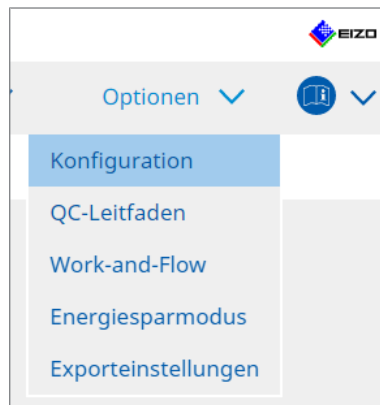 EIZO
Optionen
Konfiguration
QC-Leitfaden
Work-and-Flow
Energiesparmodus
Exporteinstellungen